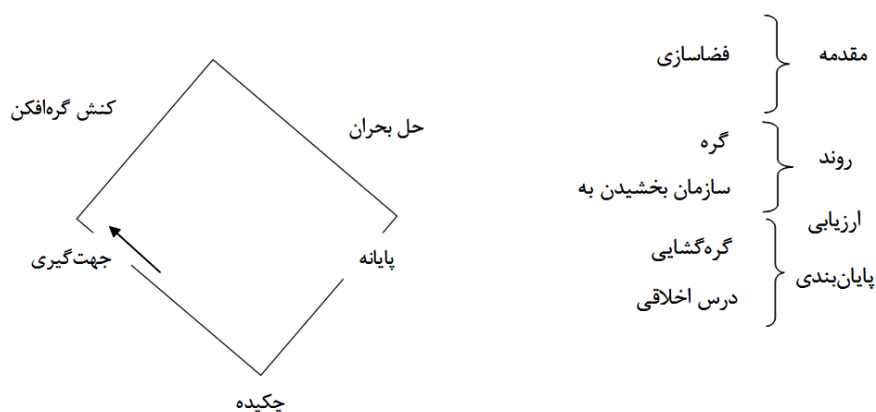 مقدمه
فضاسازی
روند
گره
سازمان بخشیدن به
ارزیابی
پایان‌بندی
گره‌گشایی
درس اخلاقی
کنش گره‌افکن
حل بحران
جهت‌گیری
پایانه
چکیده